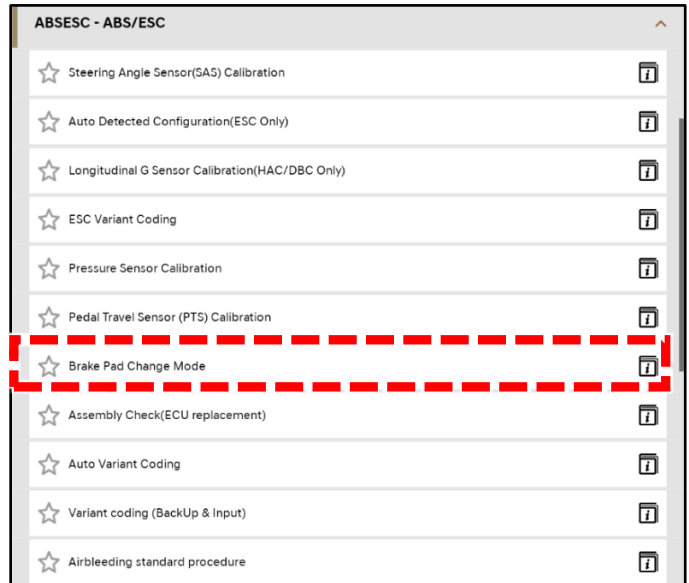 ABSESC - ABS/ESC
Steering Angle Sensor(SAS) Calibration
Auto Detected Configuration(ESC Only)
Longitudinal G Sensor Calibration(HAC/DBC Only)
ESC Variant Coding
Pressure Sensor Calibration
Pedal Travel Sensor (PTS) Calibration
Brake Pad Change Mode
Assembly Check(ECU replacement)
Auto Variant Coding
Variant coding (BackUp & Input)
Airbleeding standard procedure